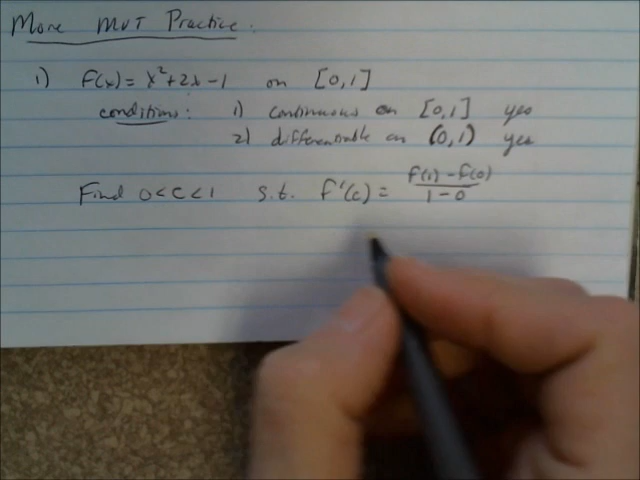 More MVT Practice:
1) f(x) = x²+2x-1 on [0,1]
conditions: 1) continuous on [0,1] yes
2) differentiable on (0,1) yes
Find 0<c<1 s.t. f'(c) = f(1)-f(0) / 1-0